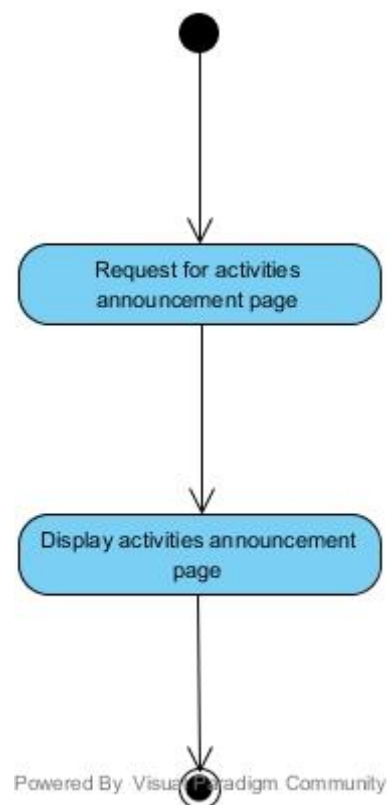 Request for activities
announcement page
Display activities announcement
page
Powered By Visual Paradigm Community